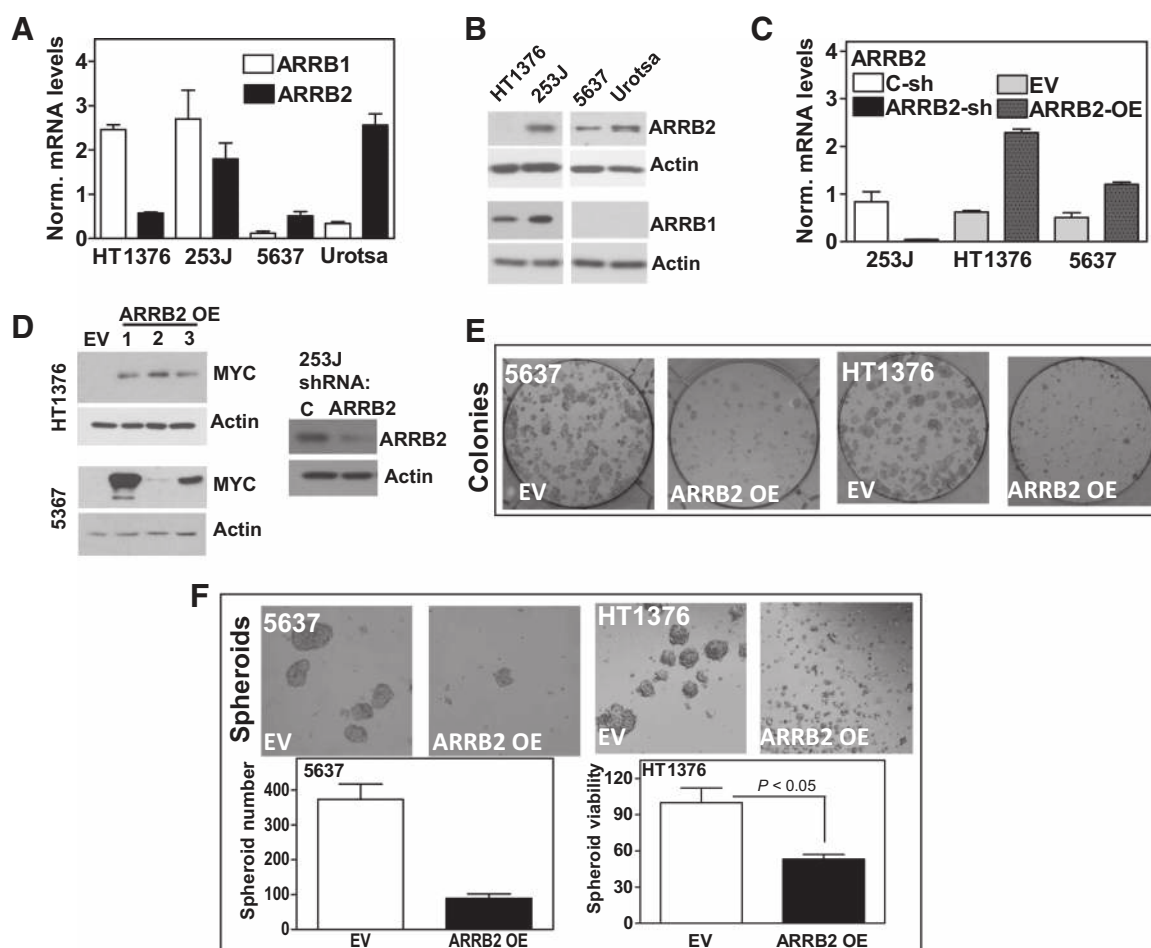 A
Norm. mRNA levels
4
3
2
1
0
ARRB1
ARRB2
HT1376 253J 5637 Urotsa
B
HT1376
253J
5637
Urotsa
ARRB2
Actin
ARRB1
Actin
C
Norm. mRNA levels
4
3
2
1
0
ARRB2
C-sh
EV
ARRB2-sh
ARRB2-OE
253J HT1376 5637
D
ARRB2 OE
EV 1 2 3
HT1376
MYC
Actin
5367
MYC
Actin
253J
shRNA:
C ARRB2
ARRB2
Actin
E
Colonies
5637
EV
ARRB2 OE
HT1376
EV
ARRB2 OE
F
Spheroids
5637
EV
ARRB2 OE
HT1376
EV
ARRB2 OE
5637
Spheroid number
400
300
200
100
0
EV ARRB2 OE
HT1376
Spheroid viability
120
90
60
30
0
P < 0.05
EV ARRB2 OE